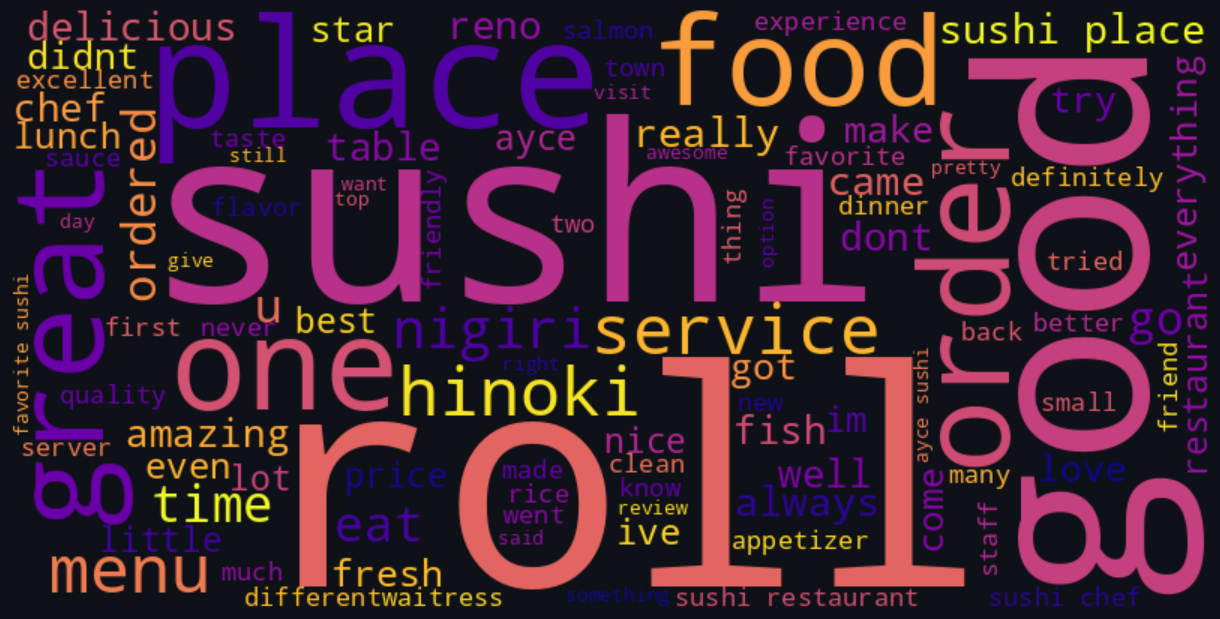 delicious
star
reno
salmon
food
experience
sushi place
didnt
place
town
excellent
visit
try
everything
chef
lunch
ordered
taste
table
ayce
really
make
good
sauce
still
awesome
favorite
pretty
order
great
want
top
flavor
friendly
came
definitely
day
sushi
two
thing
option
dinner
dont
give
tried
favorite sushi
first
never
u
best
nigiri
service
back
better
go
restaurant
one
right
quality
hinoki
got
ayce sushi
new
small
friend
server
amazing
nice
fish
im
even
lot
price
roll
made
clean
well
many
love
time
rice
know
always
come
eat
went
review
little
said
ive
appetizer
staff
menu
much
fresh
different
waitress
something
sushi restaurant
sushi chef